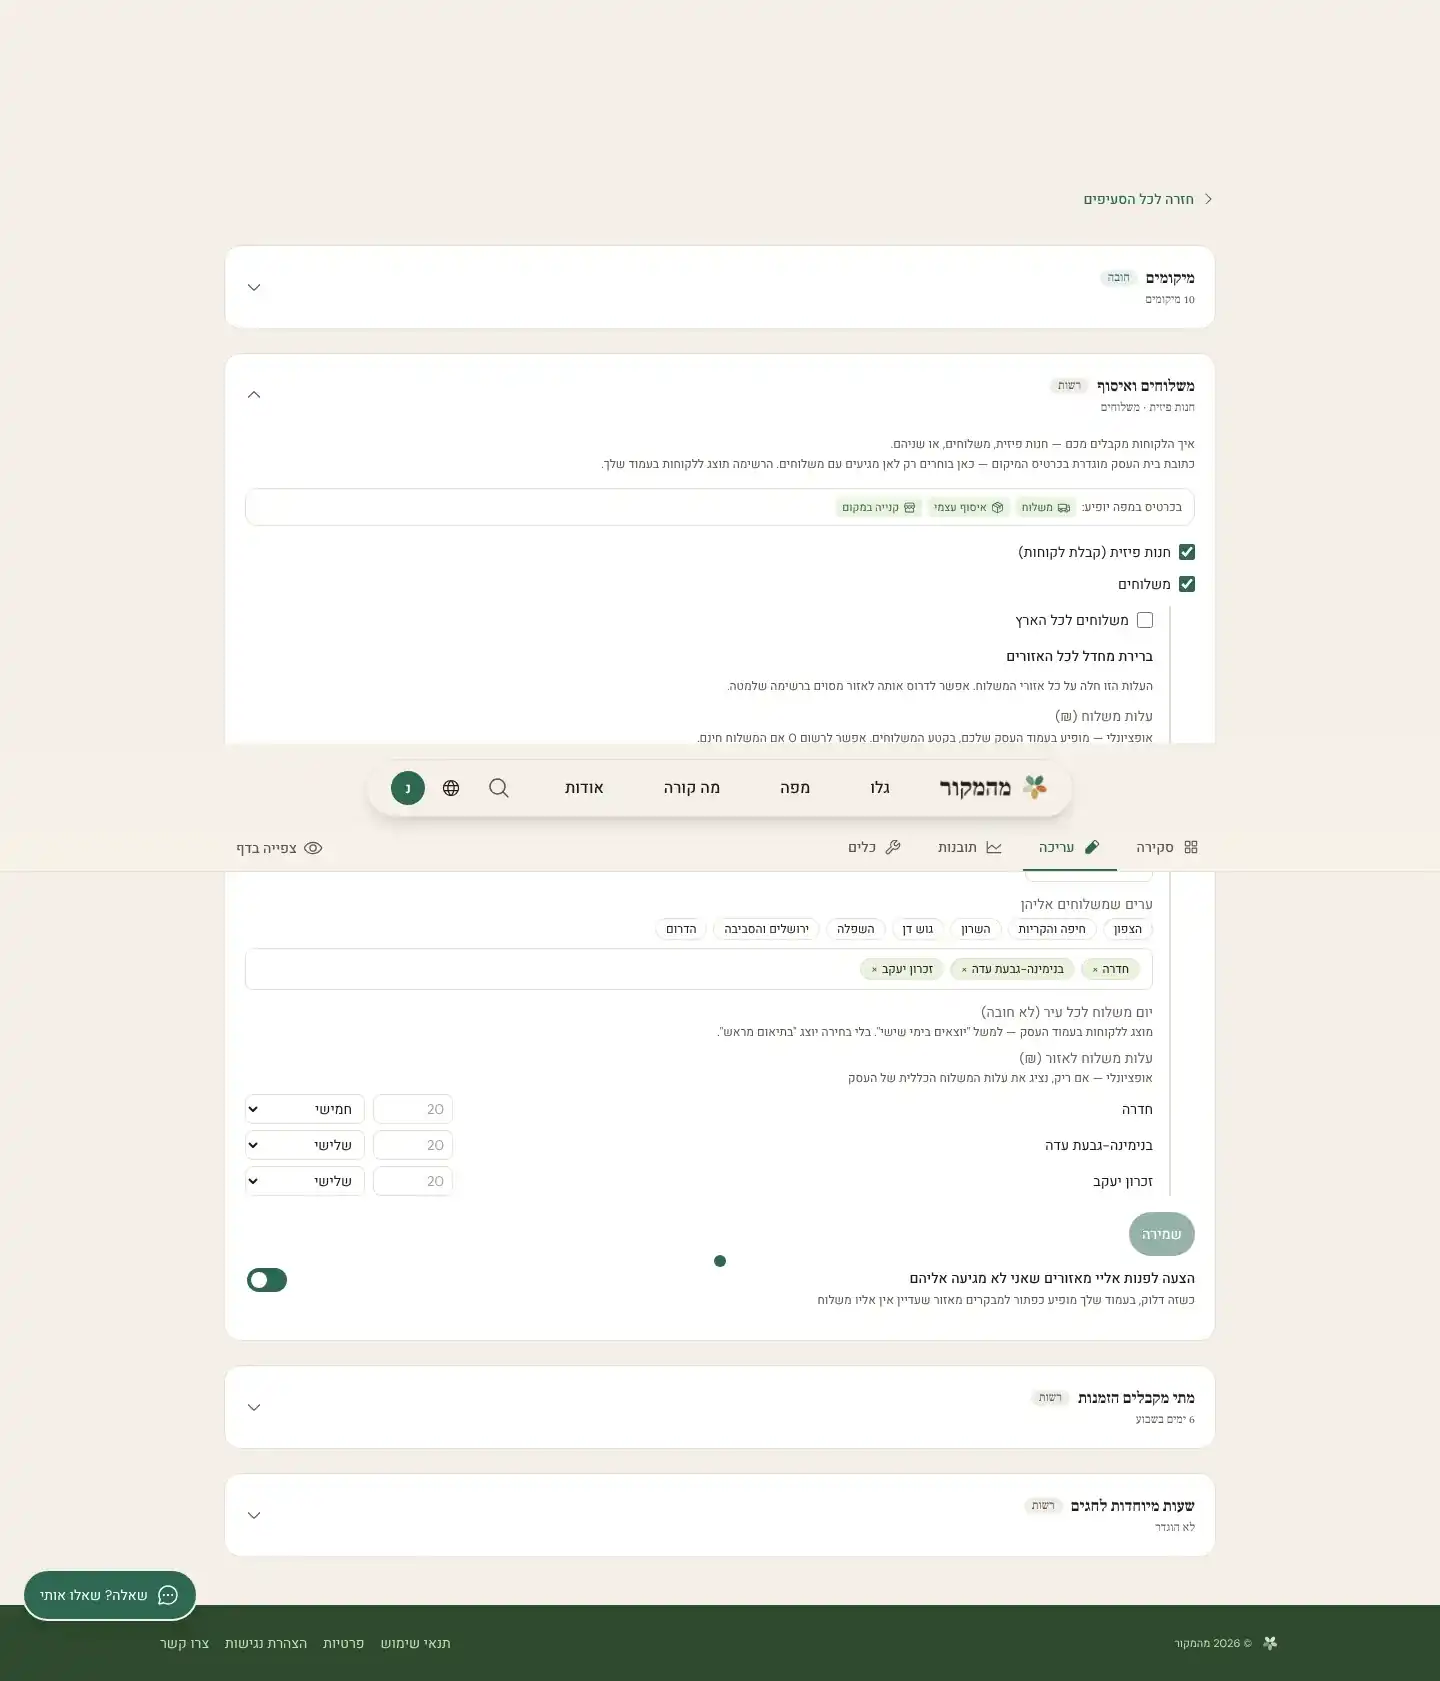 חזרה לכל הסעיפים
מיקומים חובה
10 מיקומים
משלוחים ואיסוף רשות
חנות פיזית · משלוחים
איך הלקוחות מקבלים מכם — חנות פיזית, משלוחים, או שניהם.
כתובת בית העסק מוגדרת בכרטיס המיקום — כאן בוחרים רק לאן מגיעים עם משלוחים. הרשימה תוצג ללקוחות בעמוד שלך.
בכרטיס במפה יופיע: משלוח איסוף עצמי קנייה במקום
חנות פיזית (קבלת לקוחות)
משלוחים
משלוחים לכל הארץ
ברירת מחדל לכל האזורים
העלות הזו חלה על כל אזורי המשלוח. אפשר לדרוס אותה לאזור מסוים ברשימה שלמטה.
עלות משלוח (₪)
אופציונלי — מופיע בעמוד העסק שלכם, בקטע המשלוחים. אפשר לרשום 0 אם המשלוח חינם.
מהמקור גלו מפה מה קורה אודות נ
סקירה עריכה תובנות כלים צפייה בדף
ערים שמשלוחים אליהן
הצפון חיפה והקריות השרון גוש דן השפלה ירושלים והסביבה הדרום
חדרה × בנימינה-גבעת עדה × זכרון יעקב ×
יום משלוח לכל עיר (לא חובה)
מוצג ללקוחות בעמוד העסק — למשל "יוצאים בימי שישי". בלי בחירה יוצג "בתיאום מראש".
עלות משלוח לאזור (₪)
אופציונלי — אם ריק, נציג את עלות המשלוח הכללית של העסק
חדרה 20 חמישי
בנימינה-גבעת עדה 20 שלישי
זכרון יעקב 20 שלישי
שמירה
הצעה לפנות אליי מאזורים שאני לא מגיעה אליהם
כשזה דלוק, בעמוד שלך מופיע כפתור למבקרים מאזור שעדיין אין אליו משלוח
מתי מקבלים הזמנות רשות
6 ימים בשבוע
שעות מיוחדות לחגים רשות
לא הוגדר
שאלה? שאלו אותי
© 2026 מהמקור תנאי שימוש פרטיות הצהרת נגישות צרו קשר